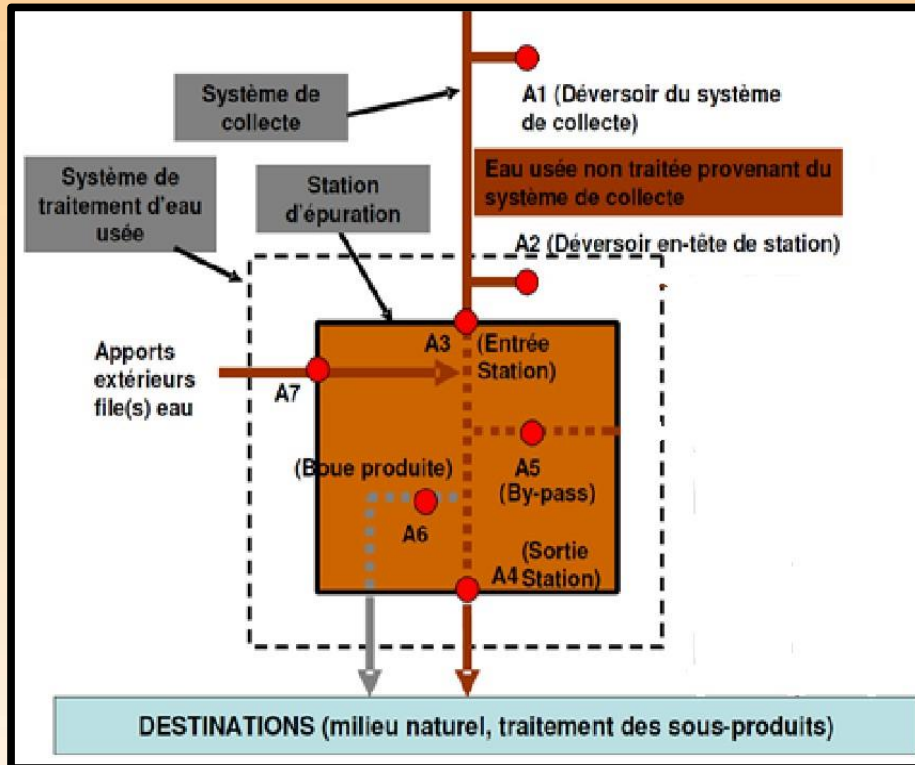 Système de
collecte
A1 (Déversoir du système
de collecte)
Système de
traitement d'eau
usée
Station
d'épuration
Eau usée non traitée provenant du
système de collecte
A2 (Déversoir en-tête de station)
Apports
extérieurs
file(s) eau
A3
(Entrée
Station)
A7
(Boue produite)
A5
(By-pass)
A6
(Sortie
Station)
A4
DESTINATIONS (milieu naturel, traitement des sous-produits)